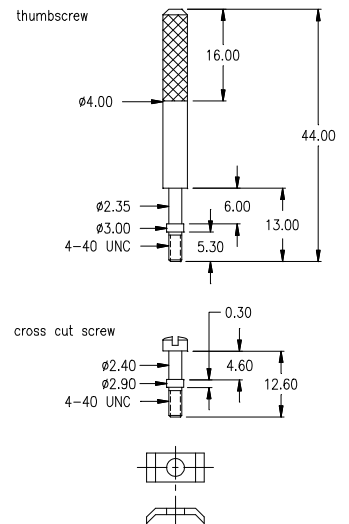 thumbscrew
16.00
ø4.00
44.00
ø2.35
6.00
ø3.00
13.00
4-40 UNC
5.30
0.30
cross cut screw
ø2.40
4.60
ø2.90
12.60
4-40 UNC